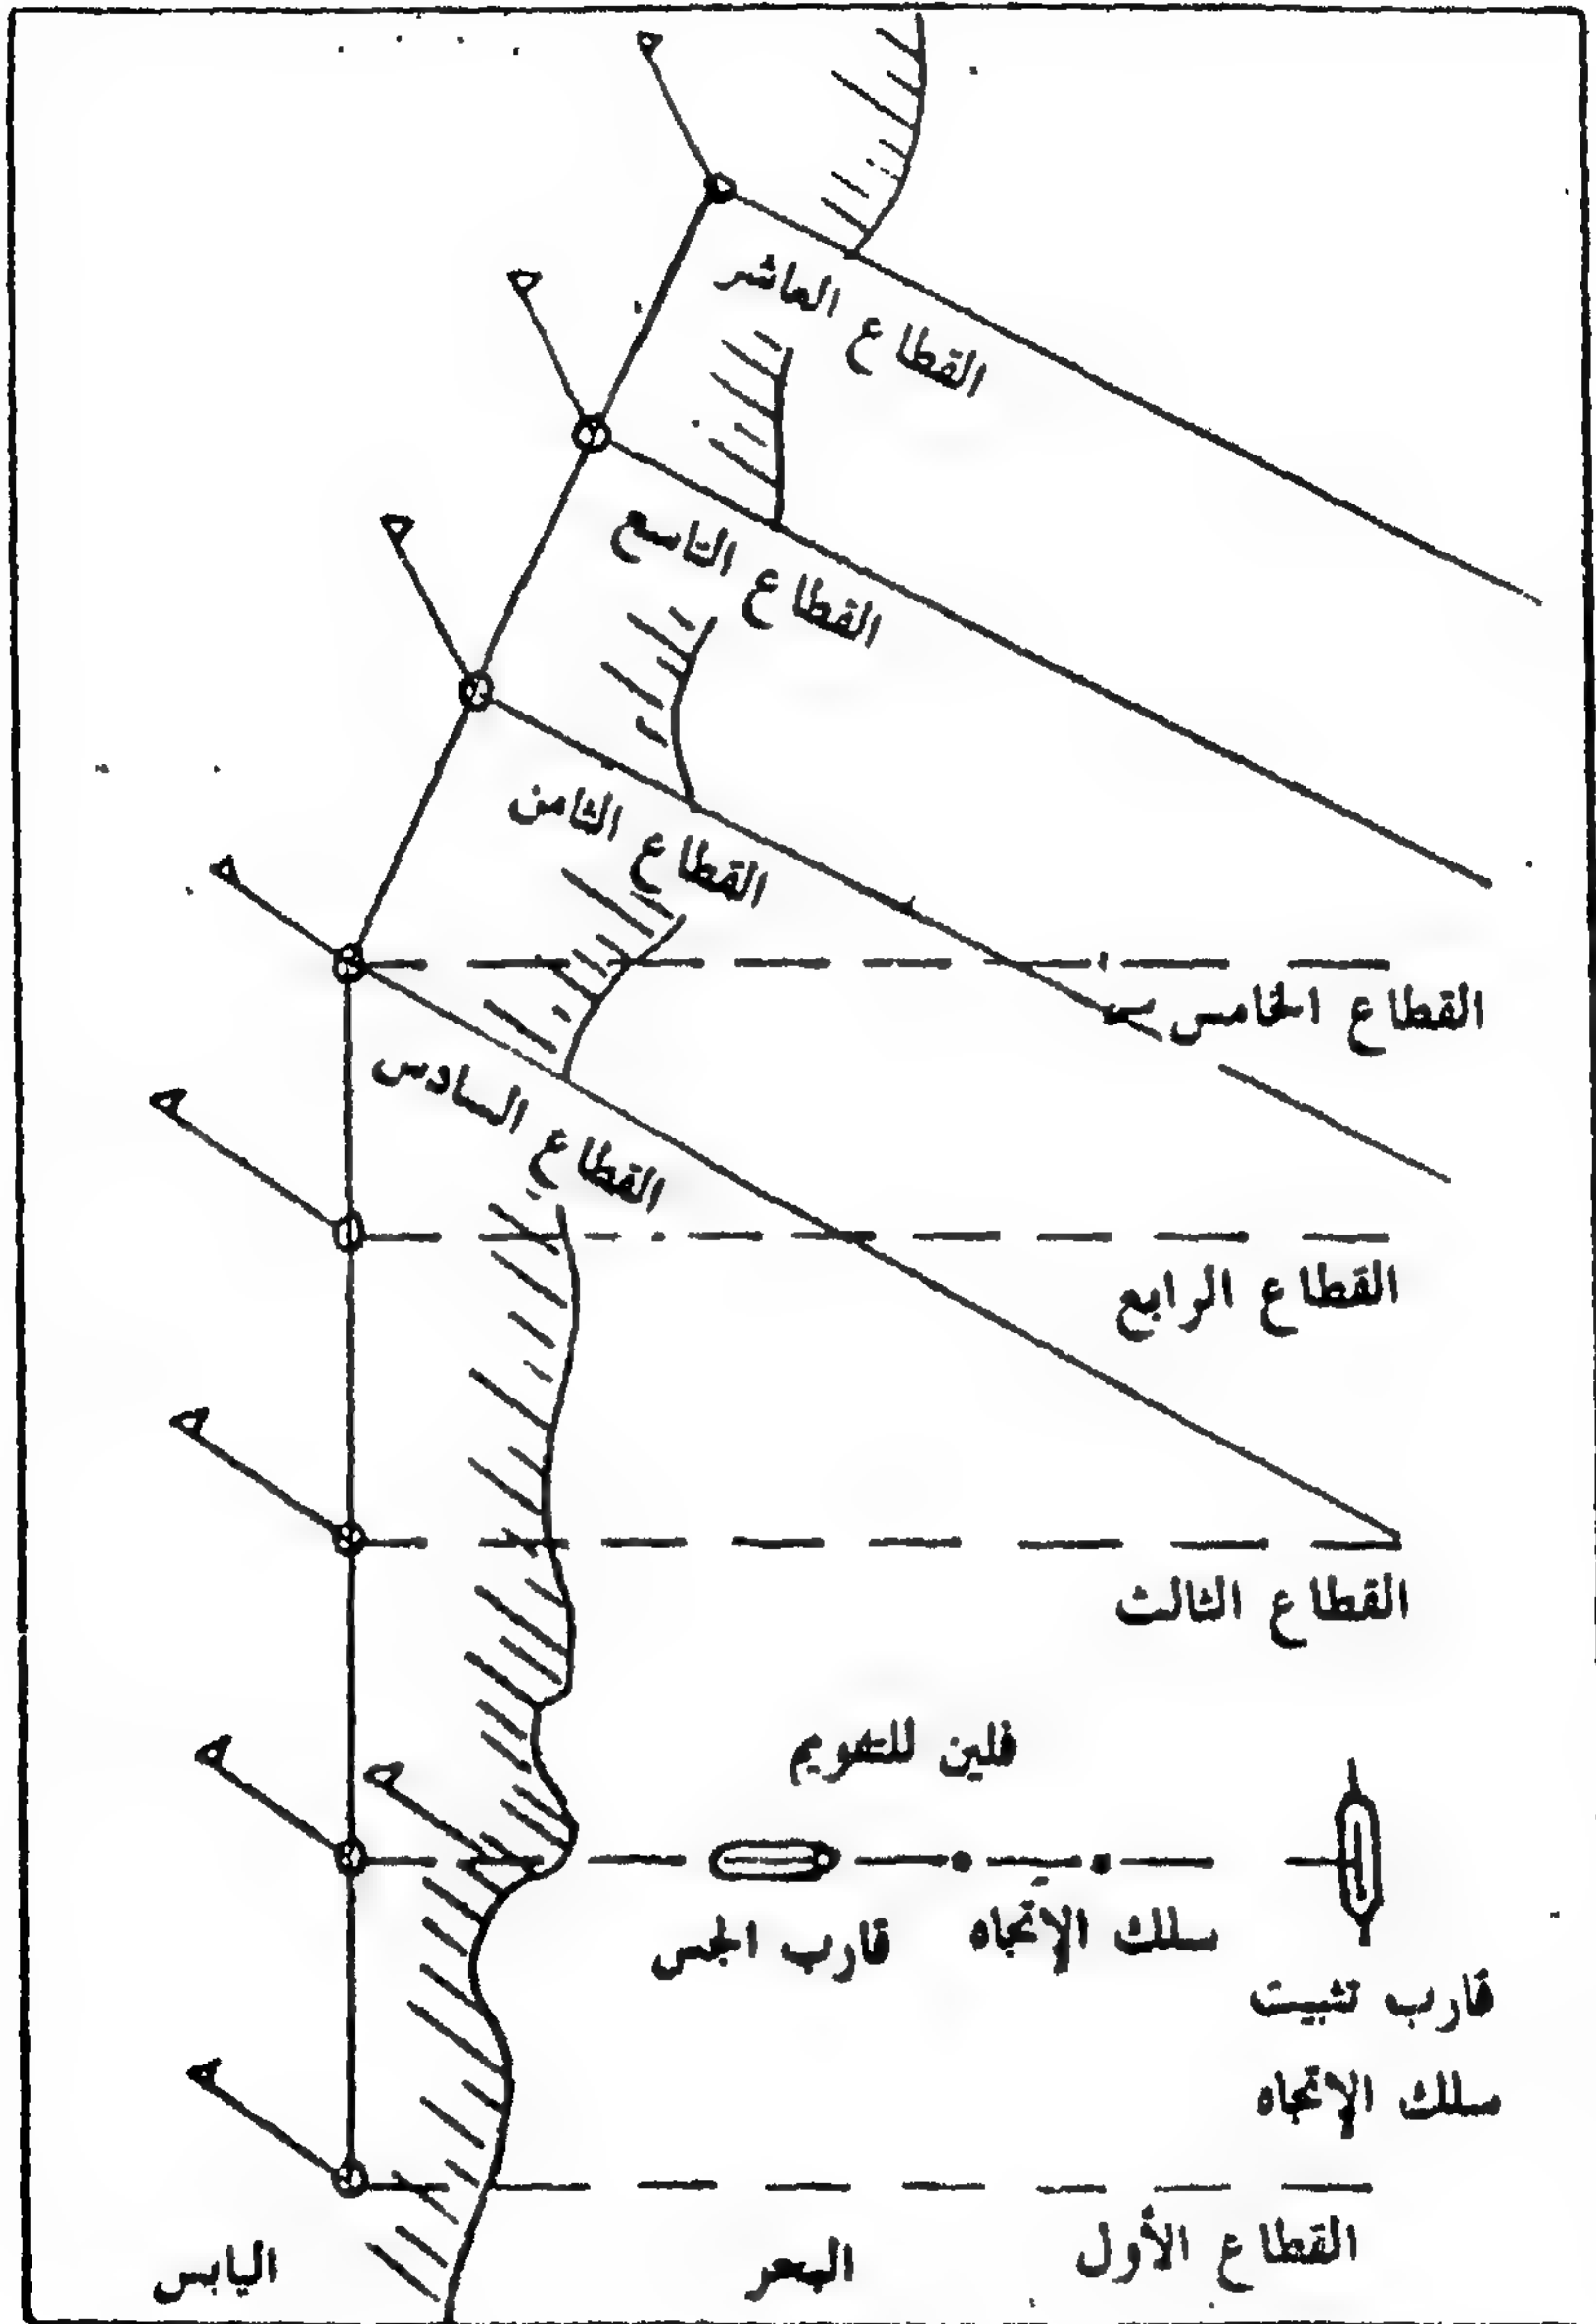 القطاع العاشر
القطاع التاسع
القطاع الثامن
القطاع الخامس
القطاع السادس
القطاع الرابع
القطاع الثالث
فلين للتعويم
سلك الإتجاه
قارب الجس
قارب تثبيت
سلك الإتجاه
القطاع الأول
البحر
اليابس